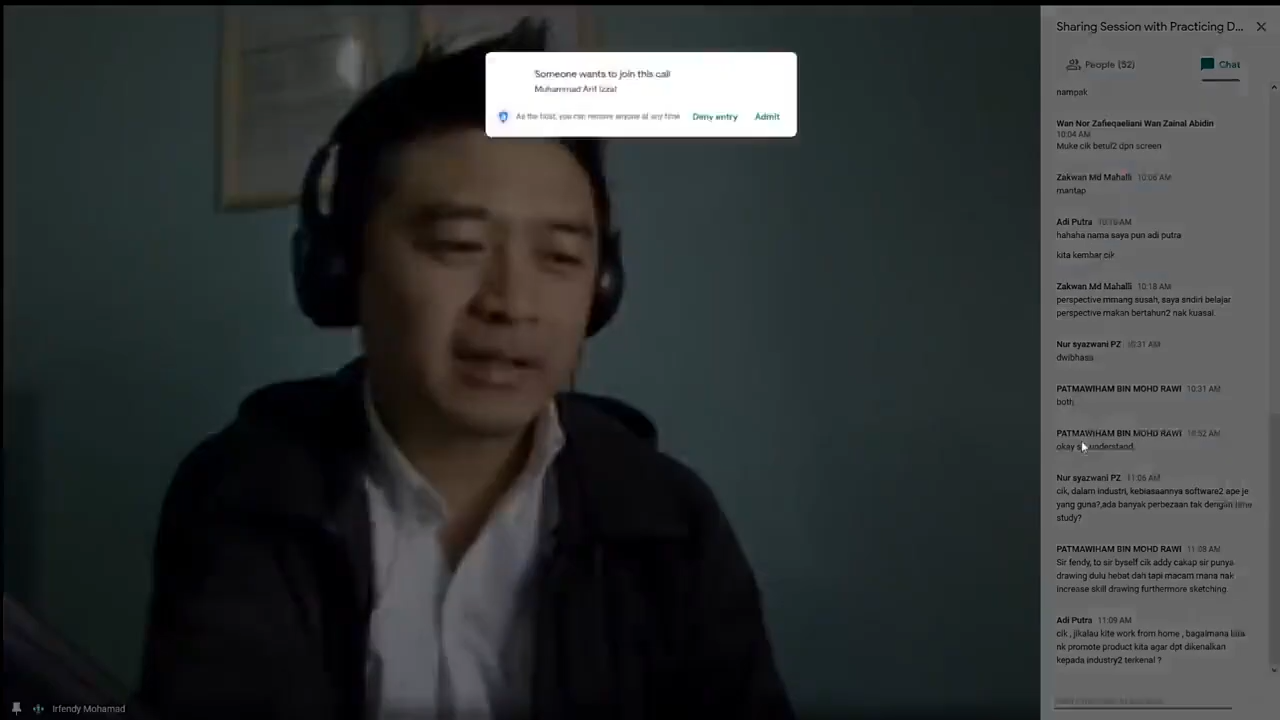 Sharing Session with Practicing D...
People (52)
Chat
Someone wants to join this call
Muhammad Arif Izzat
As the host, you can remove anyone at any time
Deny entry
Admit
nampak
Wan Nor Zafieqaeliani Wan Zainal Abidin
10:04 AM
Muke cik betul2 dpn screen
Zakwan Md Mahalli 10:06 AM
mantap
Adi Putra AM
hahaha nama saya pun adi putra
kita kembar cik
Zakwan Md Mahalli 10:18 AM
perspective mmang susah, saya sndiri belajar
perspective makan bertahun2 nak kuasai.
Nur syazwani PZ 10:31 AM
dwibhasa
PATMAWIHAM BIN MOHD RAWI 10:31 AM
both
PATMAWIHAM BIN MOHD RAWI 10:52 AM
okay understand,
Nur syazwani PZ 11:06 AM
cik, dalam industri, kebiasaannya software2 ape je
yang guna?,ada banyak perbezaan tak dengan time
study?
PATMAWIHAM BIN MOHD RAWI 11:08 AM
Sir fendy, to sir byself cik addy cakap sir punya
drawing dulu hebat dah tapi macam mana nak
increase skill drawing furthermore sketching.
Adi Putra 11:09 AM
cik , jikalau kite work from home , bagaimana
nk promote product kita agar dpt dikenalkan
kepada industry2 terkenal ?
Irfendy Mohamad